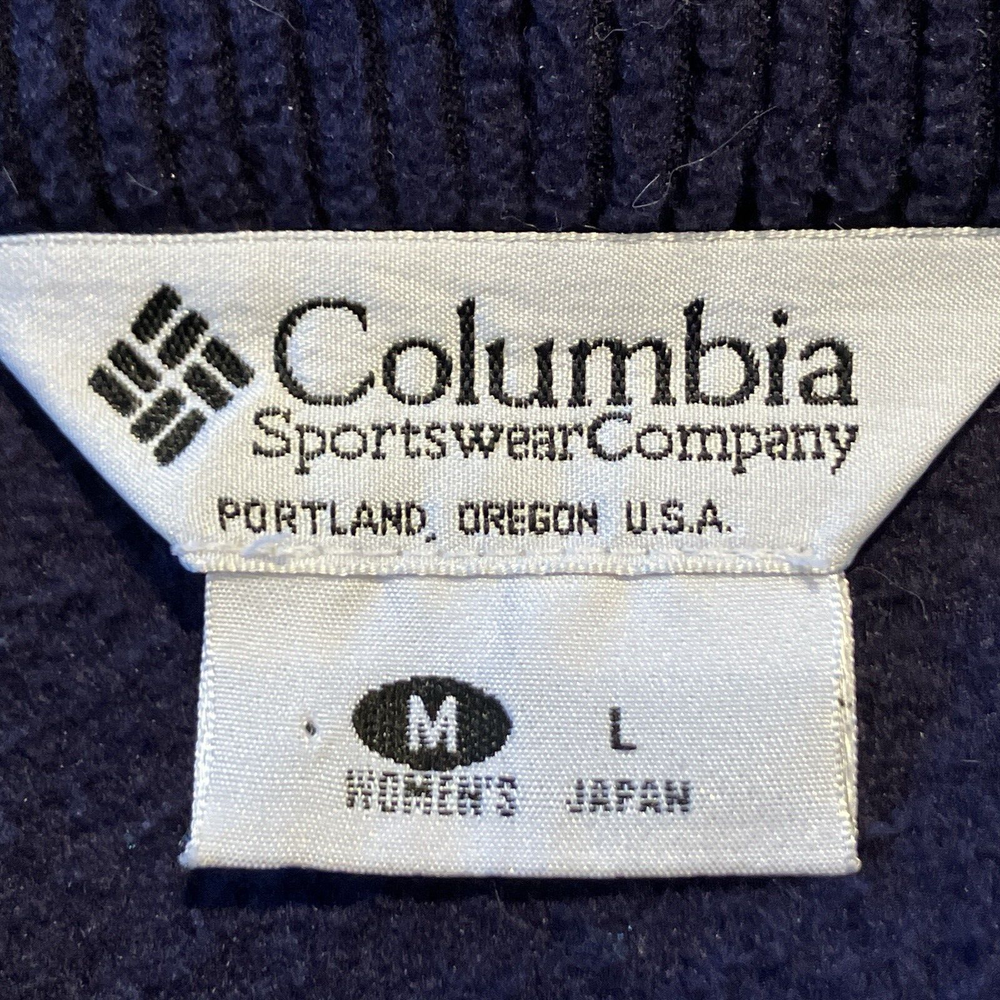 Columbia
SportswearCompany
PORTLAND, OREGON U.S.A.
M L
WOMEN'S JAPAN